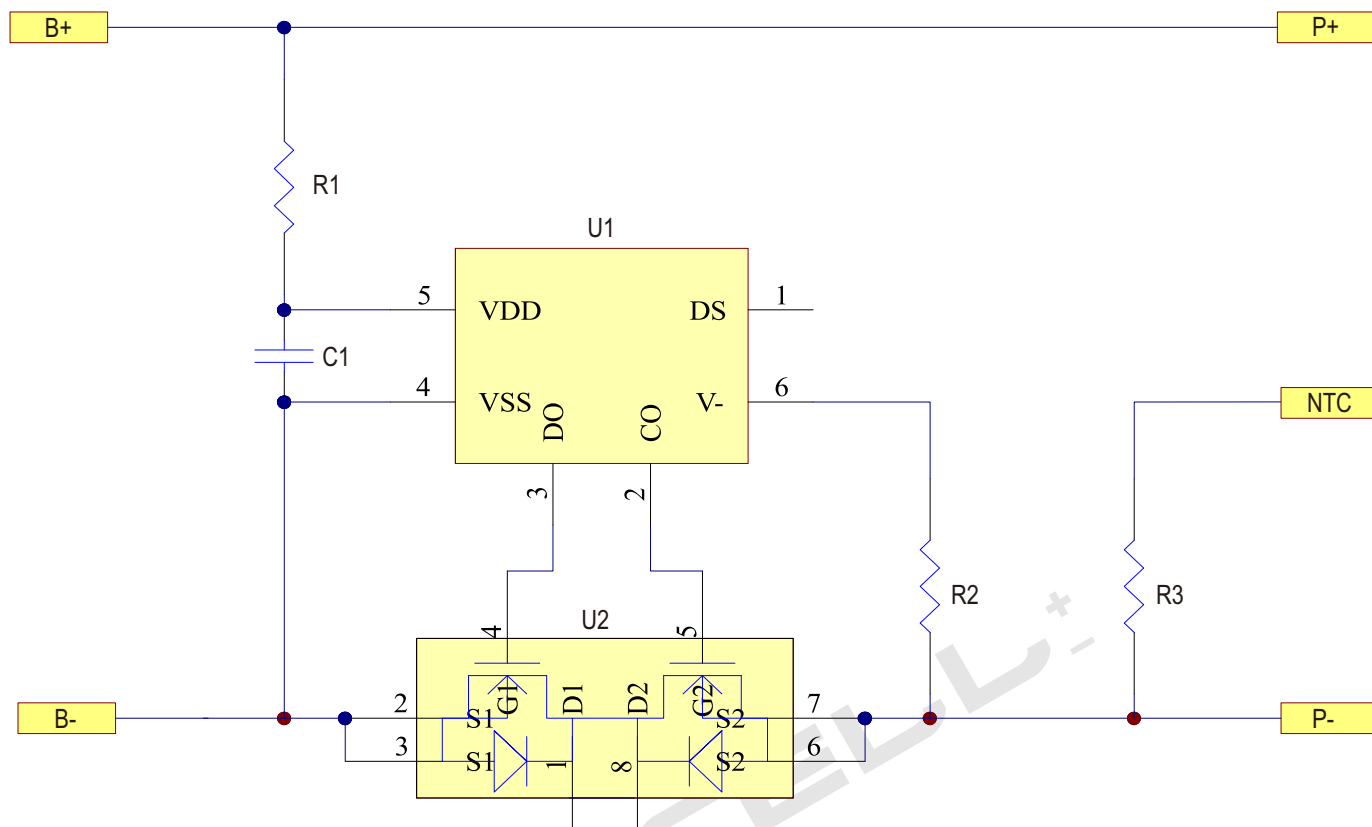 B+
P+
R1
U1
5
VDD
DS
1
C1
4
VSS
DO
CO
V-
6
NTC
3
2
R2
R3
U2
4
5
G1
D1
D2
G2
B-
2
S1
S2
7
P-
3
S1
1
8
S2
6